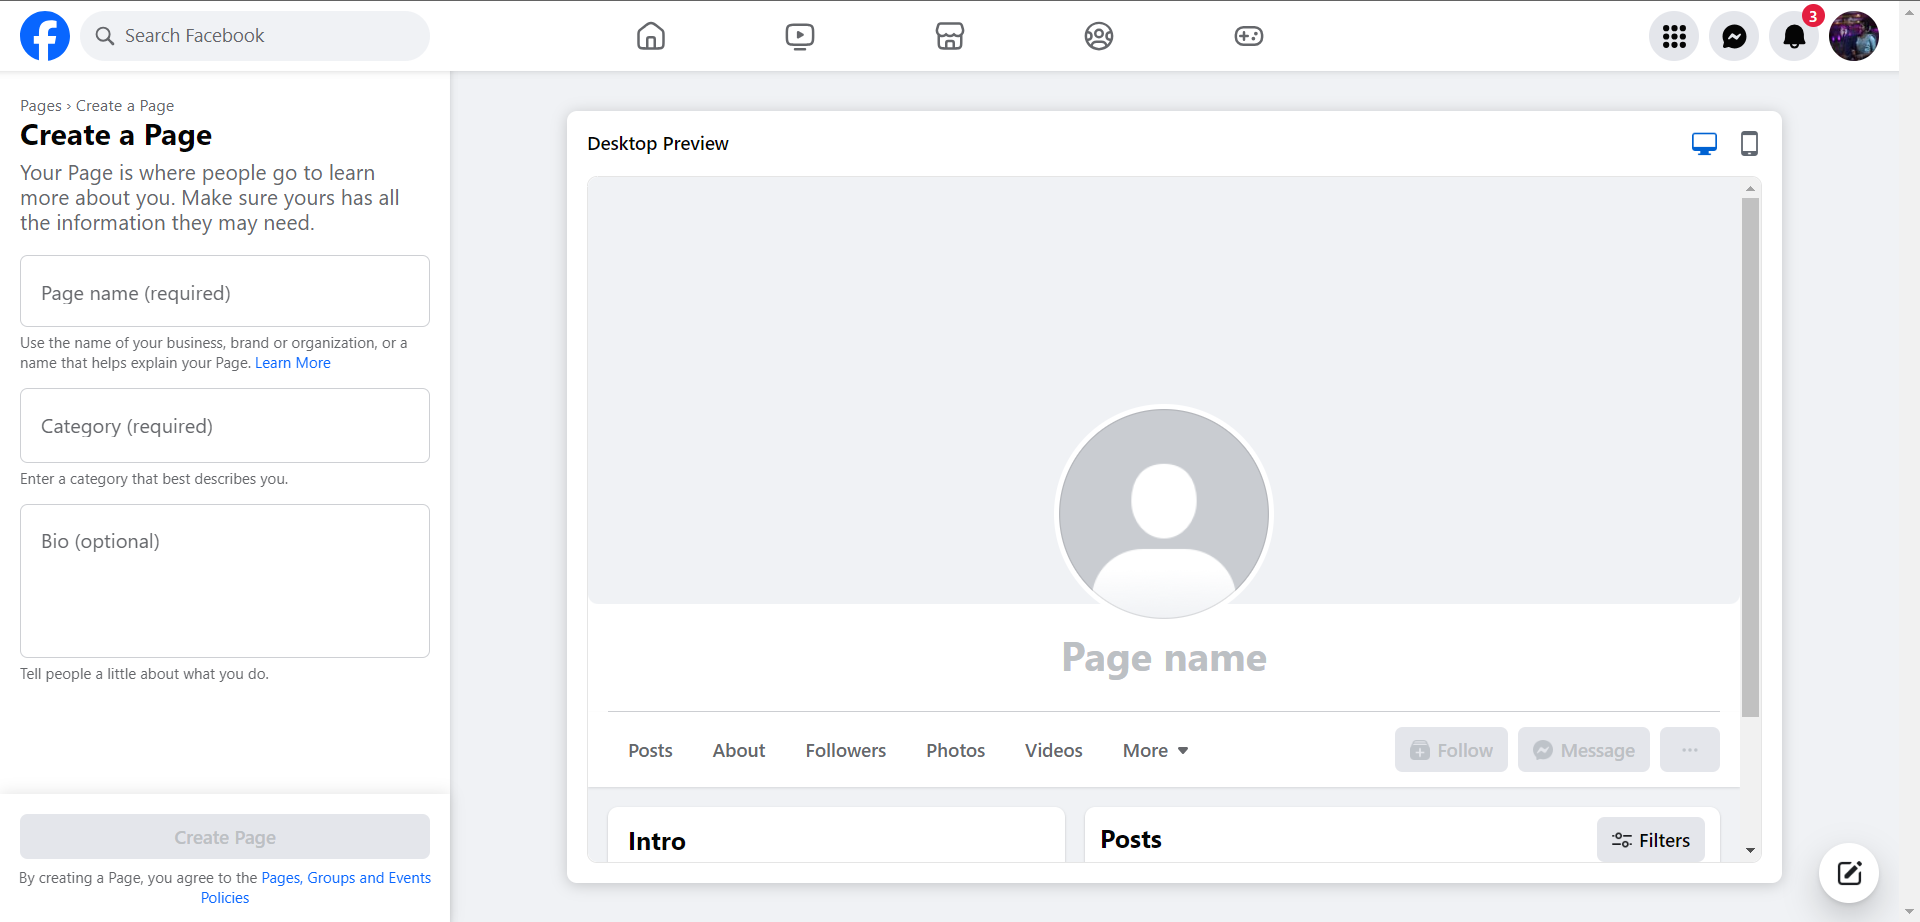 Search Facebook
3
Pages › Create a Page
Create a Page
Your Page is where people go to learn
more about you. Make sure yours has all
the information they may need.
Page name (required)
Use the name of your business, brand or organization, or a
name that helps explain your Page. Learn More
Category (required)
Enter a category that best describes you.
Bio (optional)
Tell people a little about what you do.
Create Page
By creating a Page, you agree to the Pages, Groups and Events
Policies
Desktop Preview
Page name
Posts About Followers Photos Videos More Follow Message ...
Intro
Posts Filters